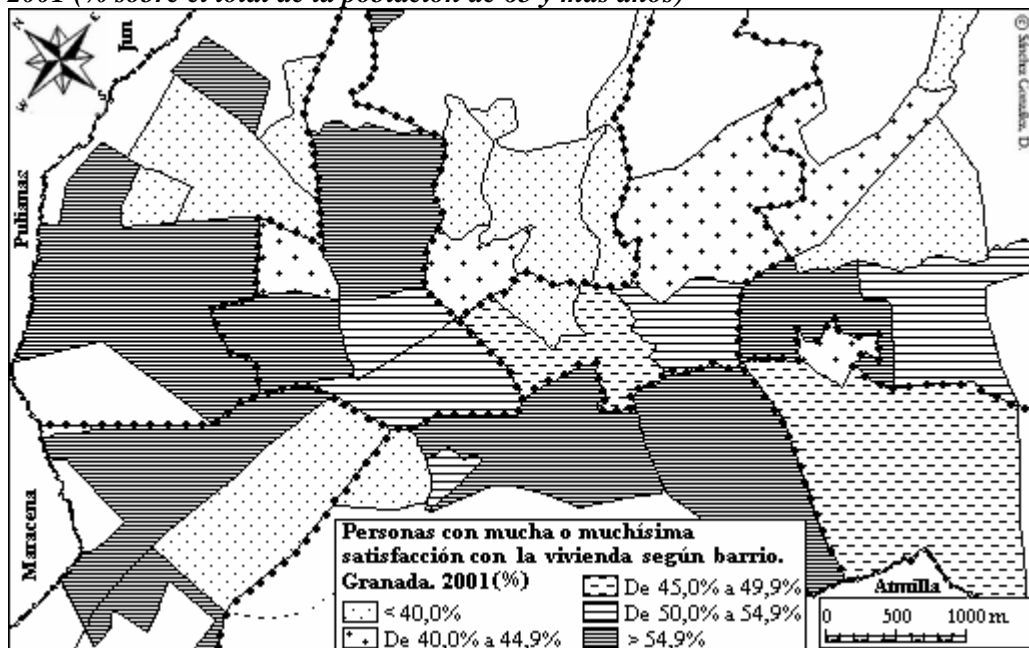 2001 (% sobre el total de la población de 65 y más años)
N
E
W
S
Jun
© Sánchez González, D.
Pulianas
Maracena
Personas con mucha o muchísima
satisfacción con la vivienda según barrio.
Granada. 2001(%)
< 40,0%
De 40,0% a 44,9%
De 45,0% a 49,9%
De 50,0% a 54,9%
> 54,9%
Armilla
0 500 1000 m.